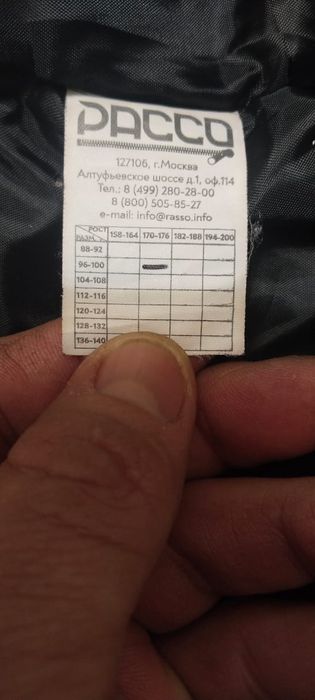 РАССО
127106, г.Москва
Алтуфьевское шоссе д.1, оф.114
Тел.: 8 (499) 280-28-00
8 (800) 505-85-27
e-mail: info@rasso.info
РОСТ 158-164 170-176 182-188 194-200
РАЗМ.
88-92
96-100
104-108
112-116
120-124
128-132
136-140